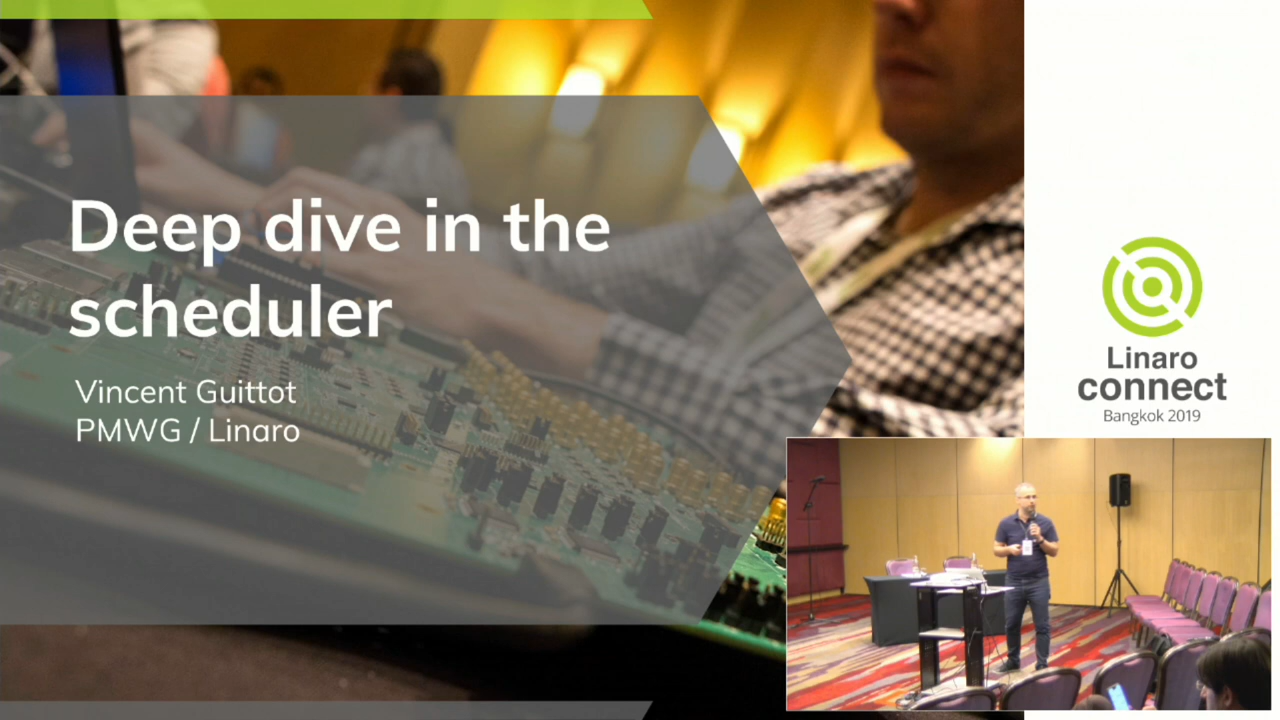 Deep dive in the
scheduler
Vincent Guittot
PMWG / Linaro
Linaro
connect
Bangkok 2019